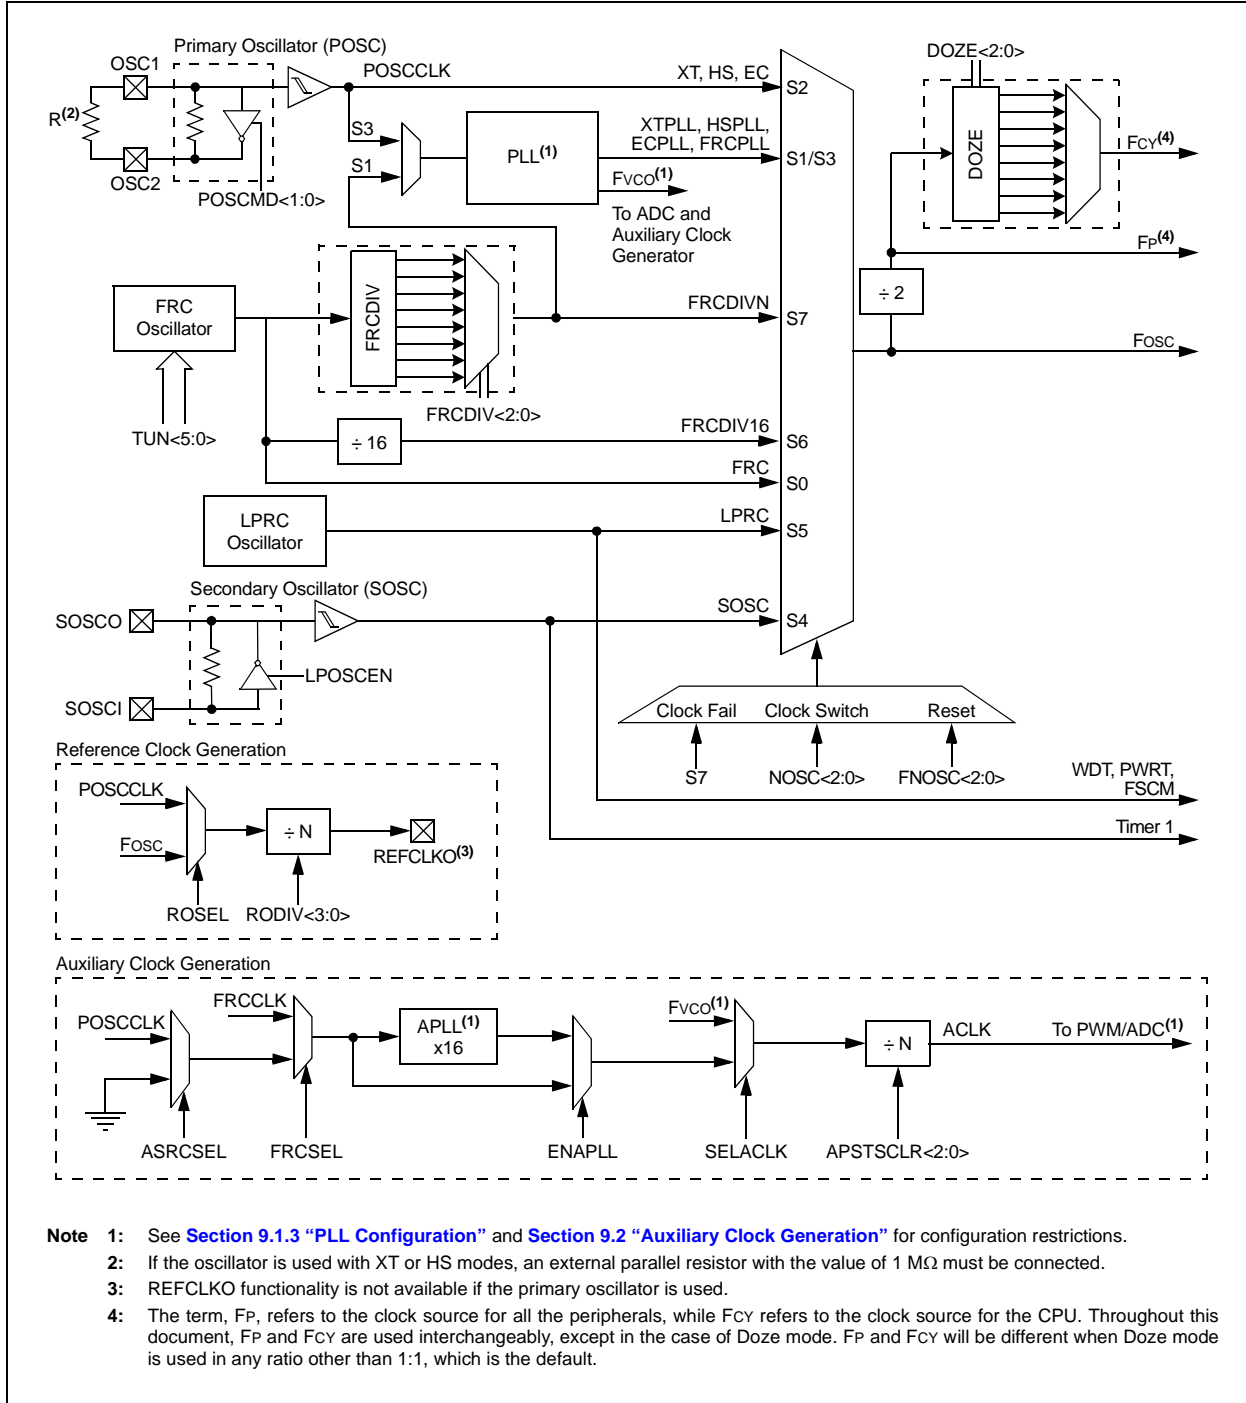 Primary Oscillator (POSC)
OSC1
R(2)
OSC2
POSCMD<1:0>
POSCCLK
S3
S1
PLL(1)
XT, HS, EC
S2
XTPLL, HSPLL,
ECPLL, FRCPLL
S1/S3
FVCO(1)
To ADC and
Auxiliary Clock
Generator
DOZE<2:0>
DOZE
FCY(4)
FP(4)
÷ 2
FOSC
FRC
Oscillator
TUN<5:0>
FRCDIV
FRCDIV<2:0>
FRCDIVN
S7
÷ 16
FRCDIV16
S6
FRC
S0
LPRC
Oscillator
LPRC
S5
Secondary Oscillator (SOSC)
SOSCO
SOSCI
LPOSCEN
SOSC
S4
Clock Fail
Clock Switch
Reset
S7
NOSC<2:0>
FNOSC<2:0>
WDT, PWRT,
FSCM
Timer 1
Reference Clock Generation
POSCCLK
FOSC
÷ N
REFCLKO(3)
ROSEL
RODIV<3:0>
Auxiliary Clock Generation
POSCCLK
FRCCLK
APLL(1)
x16
FVCO(1)
÷ N
ACLK
To PWM/ADC(1)
ASRCSEL
FRCSEL
ENAPLL
SELACLK
APSTSCLR<2:0>
Note 1: See Section 9.1.3 “PLL Configuration” and Section 9.2 “Auxiliary Clock Generation” for configuration restrictions.
2: If the oscillator is used with XT or HS modes, an external parallel resistor with the value of 1 MΩ must be connected.
3: REFCLKO functionality is not available if the primary oscillator is used.
4: The term, FP, refers to the clock source for all the peripherals, while FCY refers to the clock source for the CPU. Throughout this
document, FP and FCY are used interchangeably, except in the case of Doze mode. FP and FCY will be different when Doze mode
is used in any ratio other than 1:1, which is the default.